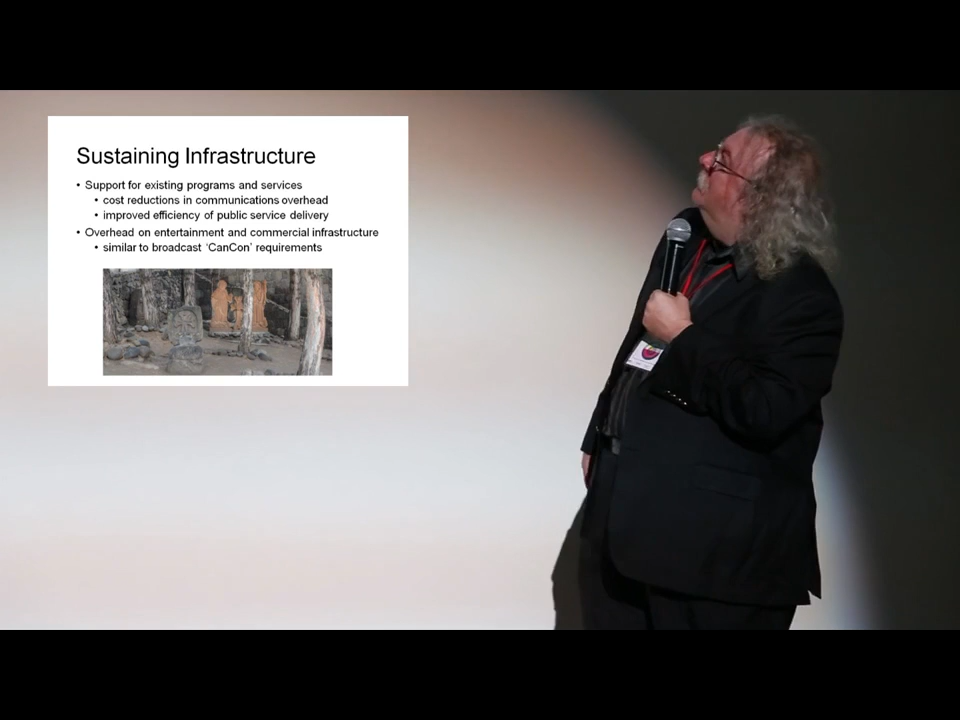 Sustaining Infrastructure
• Support for existing programs and services
• cost reductions in communications overhead
• improved efficiency of public service delivery
• Overhead on entertainment and commercial infrastructure
• similar to broadcast ‘CanCon’ requirements